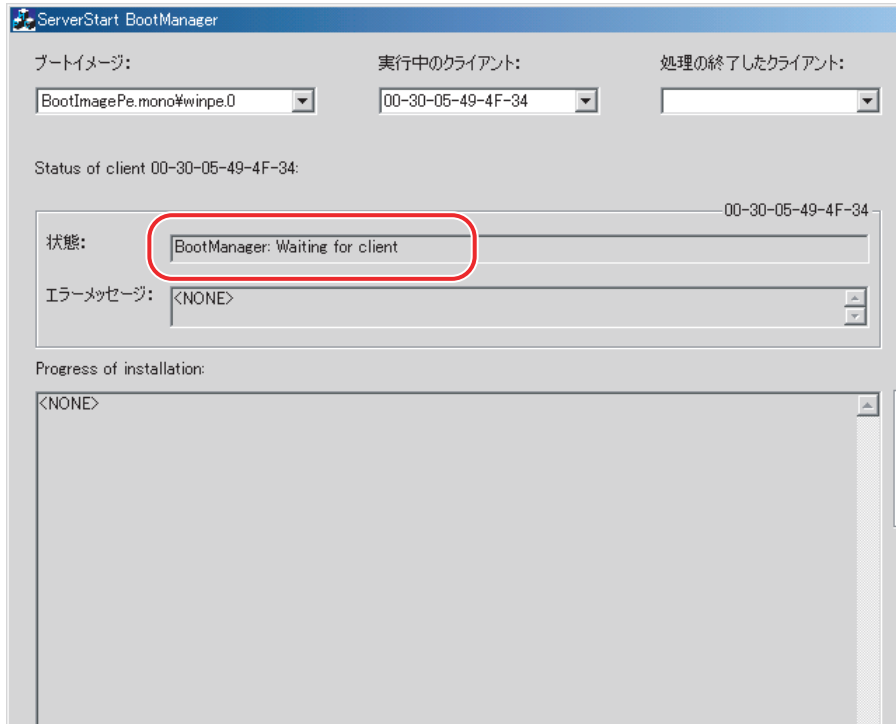 ServerStart BootManager
ブートイメージ: 実行中のクライアント: 処理の終了したクライアント:
BootImagePe.mono¥winpe.0 00-30-05-49-4F-34
Status of client 00-30-05-49-4F-34:
00-30-05-49-4F-34
状態: BootManager: Waiting for client
エラーメッセージ: <NONE>
Progress of installation:
<NONE>